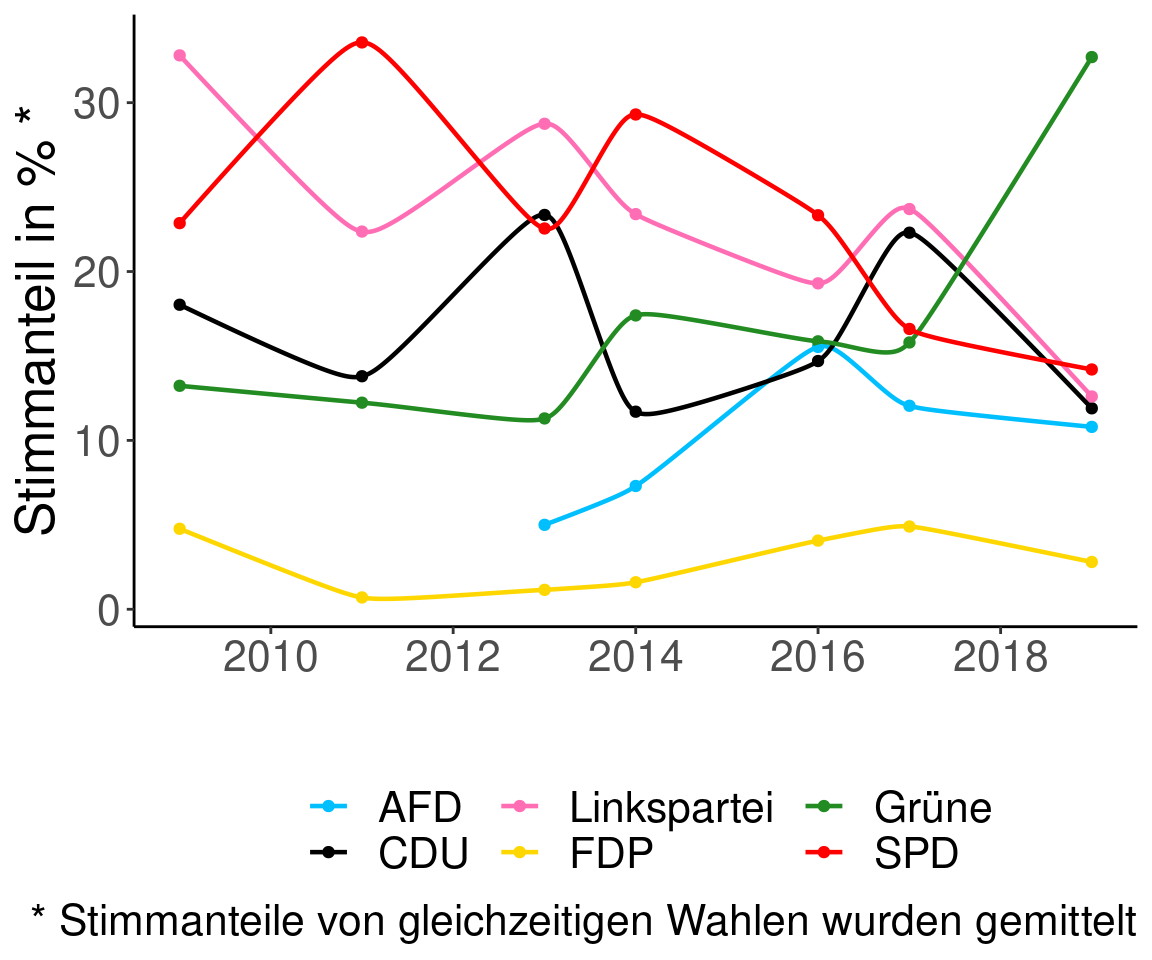 Stimmanteil in % *
30
20
10
0
2010 2012 2014 2016 2018
AFD Linkspartei Grüne
CDU FDP SPD
* Stimmanteile von gleichzeitigen Wahlen wurden gemittelt